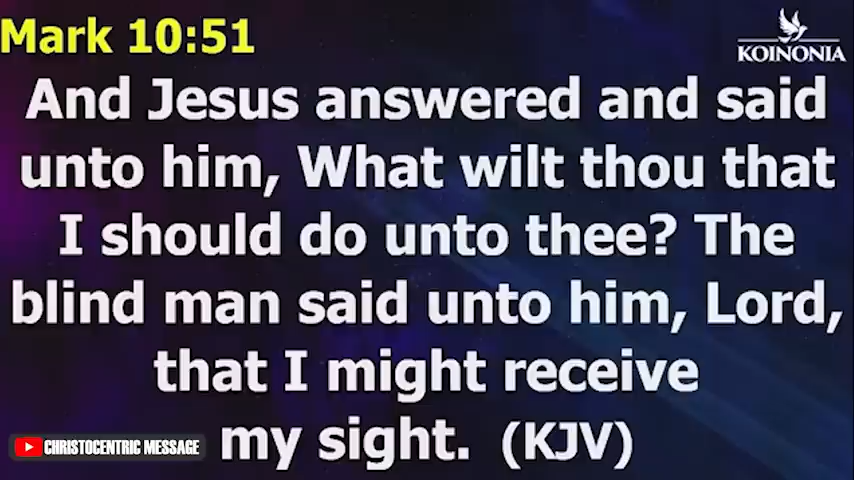 Mark 10:51
KOINONIA
And Jesus answered and said
unto him, What wilt thou that
I should do unto thee? The
blind man said unto him, Lord,
that I might receive
my sight. (KJV)
CHRISTOCENTRIC MESSAGE